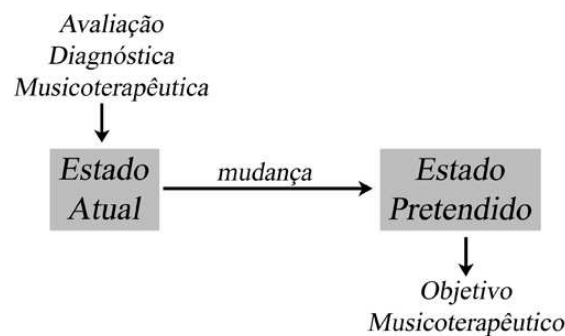 Avaliação
Diagnóstica
Musicoterapêutica
Estado
Atual
mudança
Estado
Pretendido
Objetivo
Musicoterapêutico